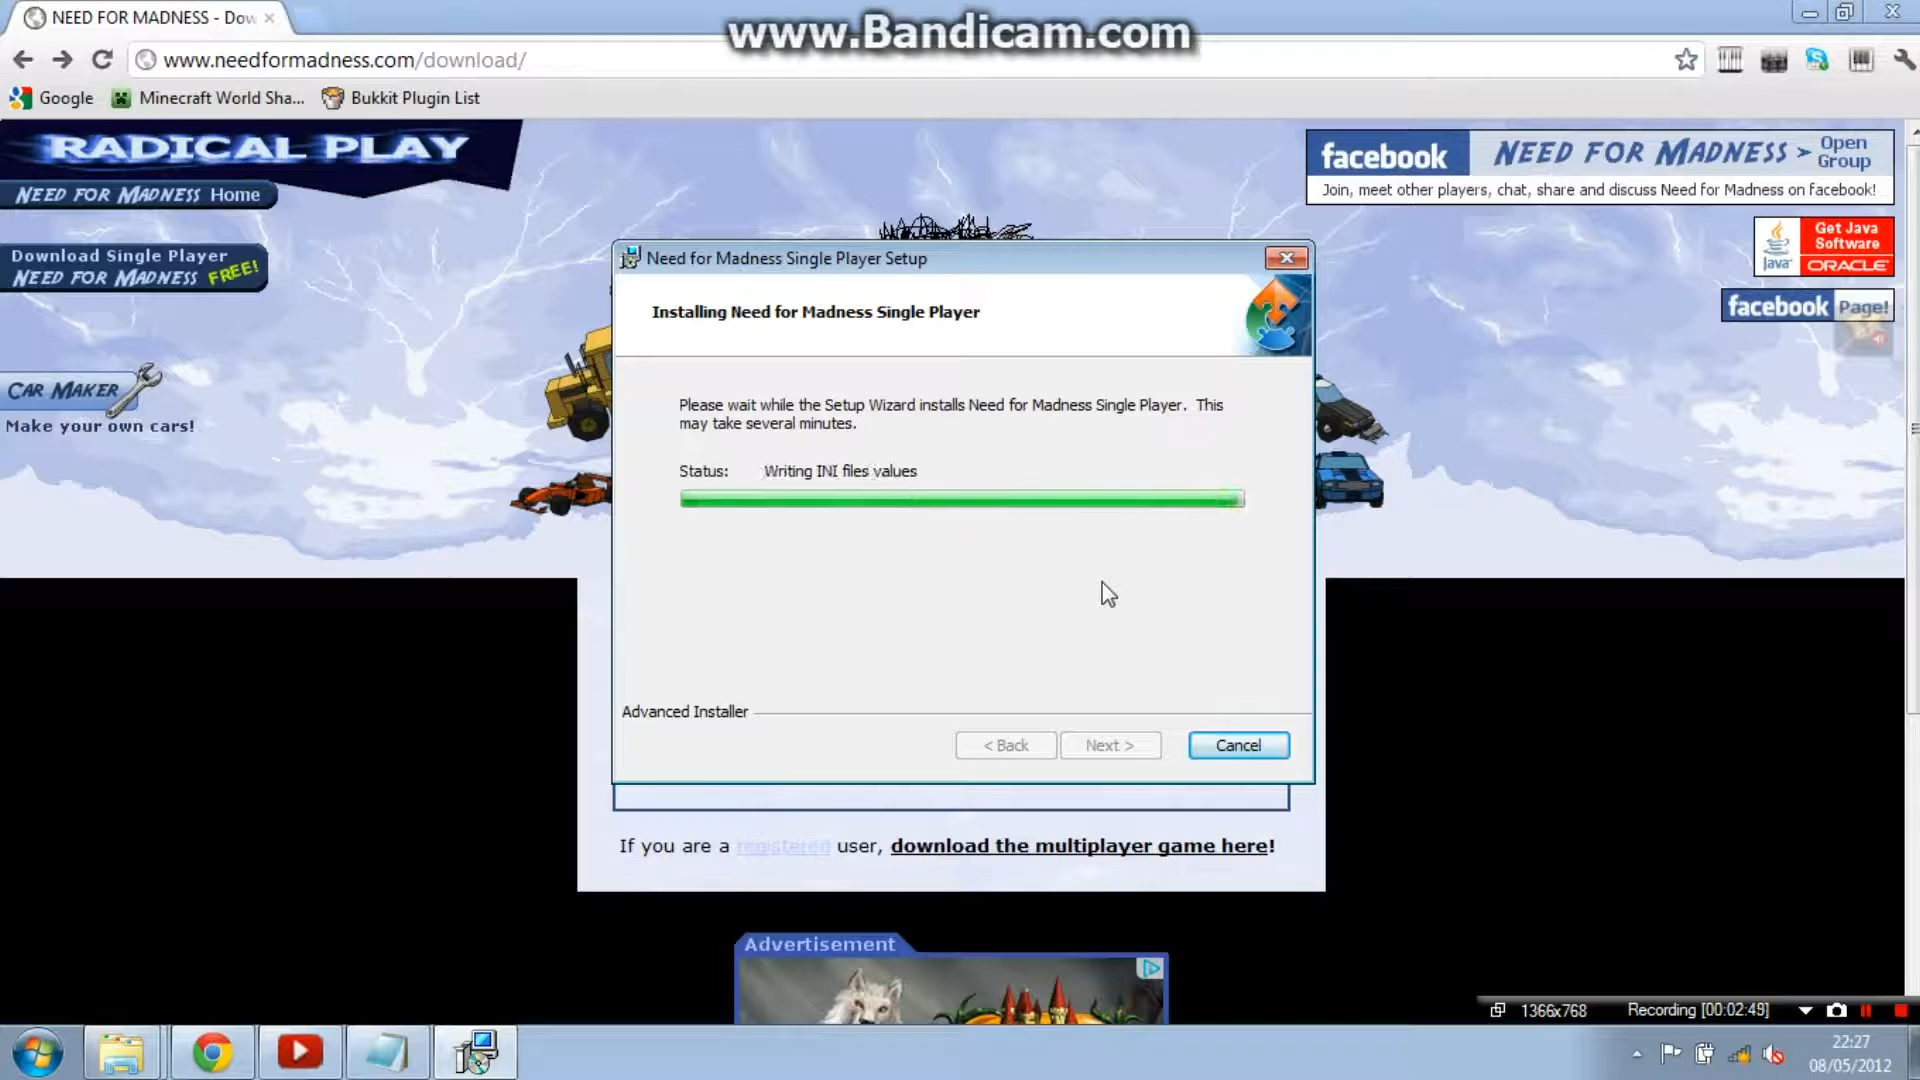 NEED FOR MADNESS - Dow
www.Bandicam.com
www.needformadness.com/download/
Google
Minecraft World Sha...
Bukkit Plugin List
RADICAL PLAY
NEED FOR MADNESS Home
Download Single Player
NEED FOR MADNESS FREE!
CAR MAKER
Make your own cars!
facebook
NEED FOR MADNESS > Open
Group
Join, meet other players, chat, share and discuss Need for Madness on facebook!
Java
Get Java
Software
ORACLE
facebook Page!
Need for Madness Single Player Setup
Installing Need for Madness Single Player
Please wait while the Setup Wizard installs Need for Madness Single Player. This
may take several minutes.
Status: Writing INI files values
Advanced Installer
< Back
Next >
Cancel
If you are a registered user, download the multiplayer game here!
Advertisement
1366x768
Recording [00:02:49]
22:27
08/05/2012